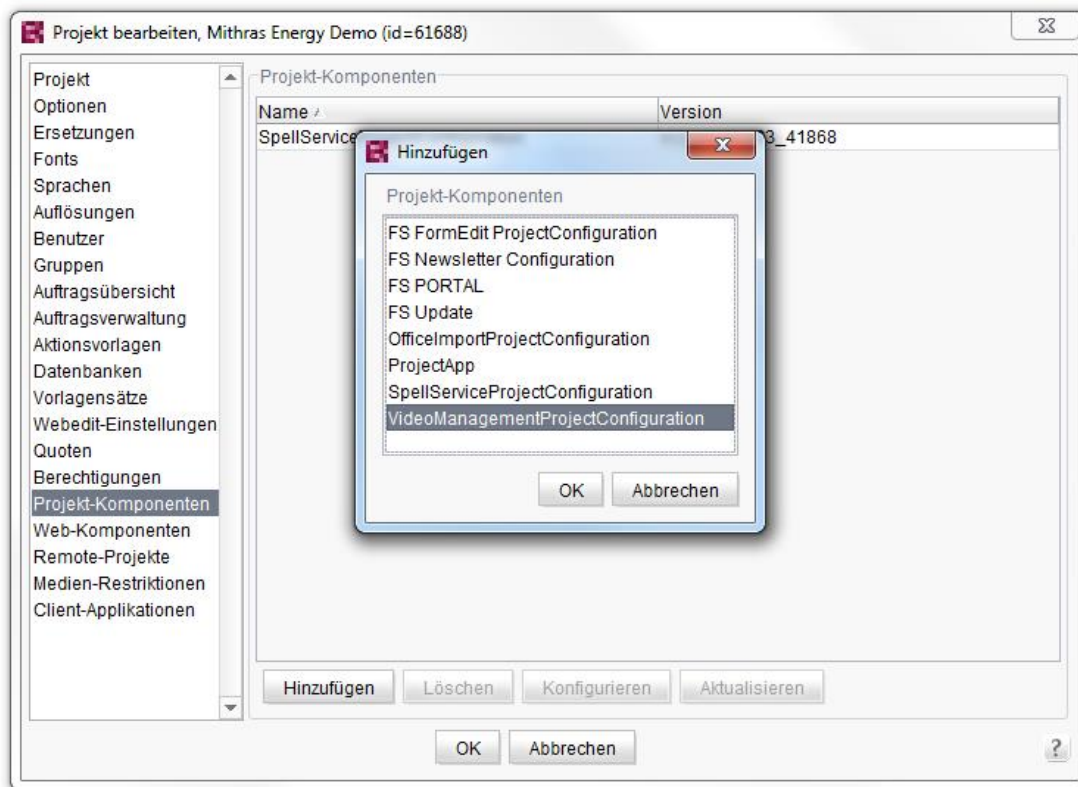 Projekt bearbeiten, Mithras Energy Demo (id=61688)
Projekt
Optionen
Ersetzungen
Fonts
Sprachen
Auflösungen
Benutzer
Gruppen
Auftragsübersicht
Auftragsverwaltung
Aktionsvorlagen
Datenbanken
Vorlagensätze
Webedit-Einstellungen
Quoten
Berechtigungen
Projekt-Komponenten
Web-Komponenten
Remote-Projekte
Medien-Restriktionen
Client-Applikationen
Projekt-Komponenten
Name
Version
SpellService
3_41868
Hinzufügen
Projekt-Komponenten
FS FormEdit ProjectConfiguration
FS Newsletter Configuration
FS PORTAL
FS Update
OfficeImportProjectConfiguration
ProjectApp
SpellServiceProjectConfiguration
VideoManagementProjectConfiguration
OK
Abbrechen
Hinzufügen
Löschen
Konfigurieren
Aktualisieren
OK
Abbrechen
?